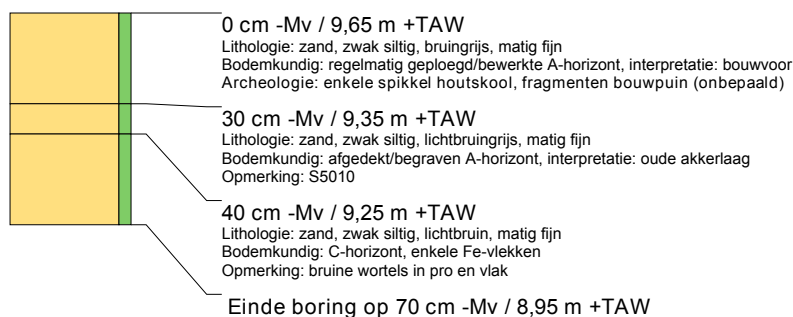 0 cm -Mv / 9,65 m +TAW
Lithologie: zand, zwak siltig, bruingrijs, matig fijn
Bodemkundig: regelmatig geploegd/bewerkte A-horizont, interpretatie: bouwvoor
Archeologie: enkele spikkel houtskool, fragmenten bouwpuin (onbepaald)
30 cm -Mv / 9,35 m +TAW
Lithologie: zand, zwak siltig, lichtbruingrijs, matig fijn
Bodemkundig: afgedekt/begraven A-horizont, interpretatie: oude akkerlaag
Opmerking: S5010
40 cm -Mv / 9,25 m +TAW
Lithologie: zand, zwak siltig, lichtbruin, matig fijn
Bodemkundig: C-horizont, enkele Fe-vlekken
Opmerking: bruine wortels in pro en vlak
Einde boring op 70 cm -Mv / 8,95 m +TAW